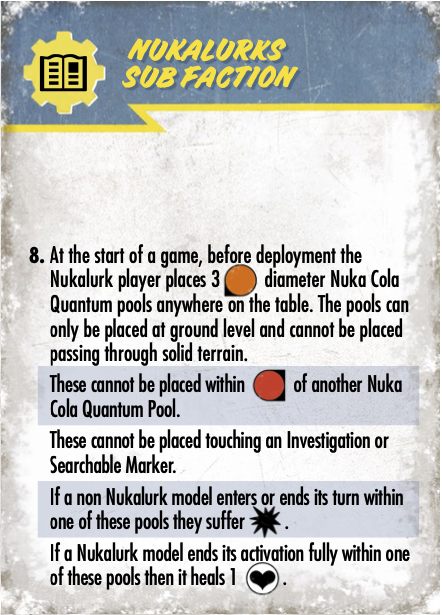 NUKALURKS
SUB FACTION
8. At the start of a game, before deployment the
Nukalurk player places 3 diameter Nuka Cola
Quantum pools anywhere on the table. The pools can
only be placed at ground level and cannot be placed
passing through solid terrain.
These cannot be placed within of another Nuka
Cola Quantum Pool.
These cannot be placed touching an Investigation or
Searchable Marker.
If a non Nukalurk model enters or ends its turn within
one of these pools they suffer .
If a Nukalurk model ends its activation fully within one
of these pools then it heals 1 .